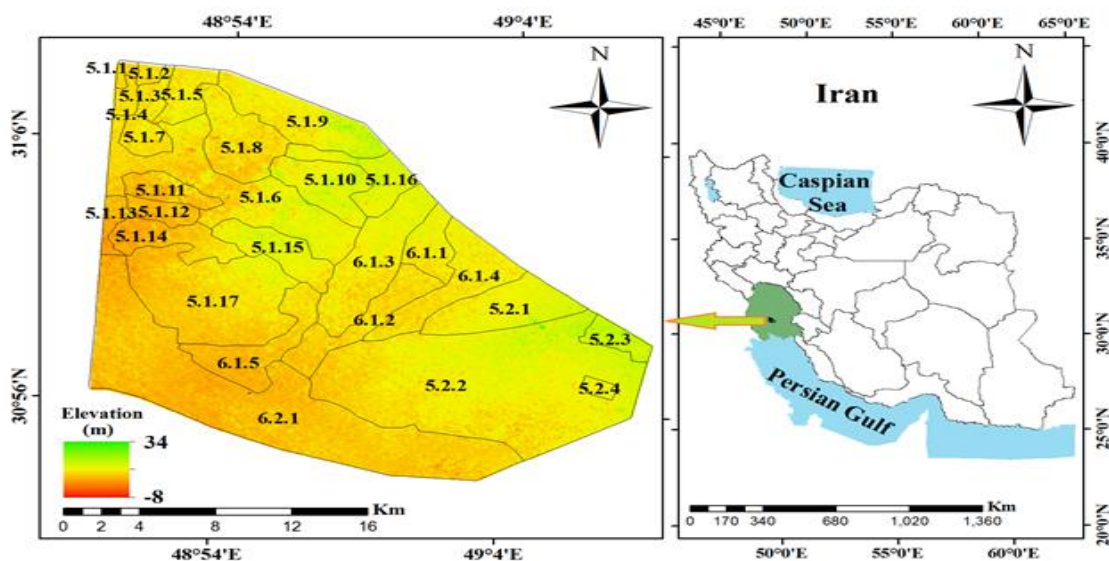 48°54'E
49°4'E
N
5.1.1
5.1.2
5.1.3
5.1.5
5.1.4
5.1.7
5.1.9
5.1.8
5.1.10
5.1.16
5.1.11
5.1.6
5.1.13
5.1.12
5.1.14
5.1.15
6.1.1
6.1.3
6.1.4
5.1.17
6.1.2
5.2.1
5.2.3
6.1.5
5.2.2
5.2.4
6.2.1
31°6'N
30°56'N
Elevation
(m)
34
-8
Km
0 2 4 8 12 16
48°54'E
49°4'E
45°0'E 50°0'E 55°0'E 60°0'E 65°0'E
N
Iran
Caspian
Sea
Persian Gulf
40°0'N
35°0'N
30°0'N
25°0'N
20°0'N
Km
0 170 340 680 1,020 1,360
50°0'E 55°0'E 60°0'E